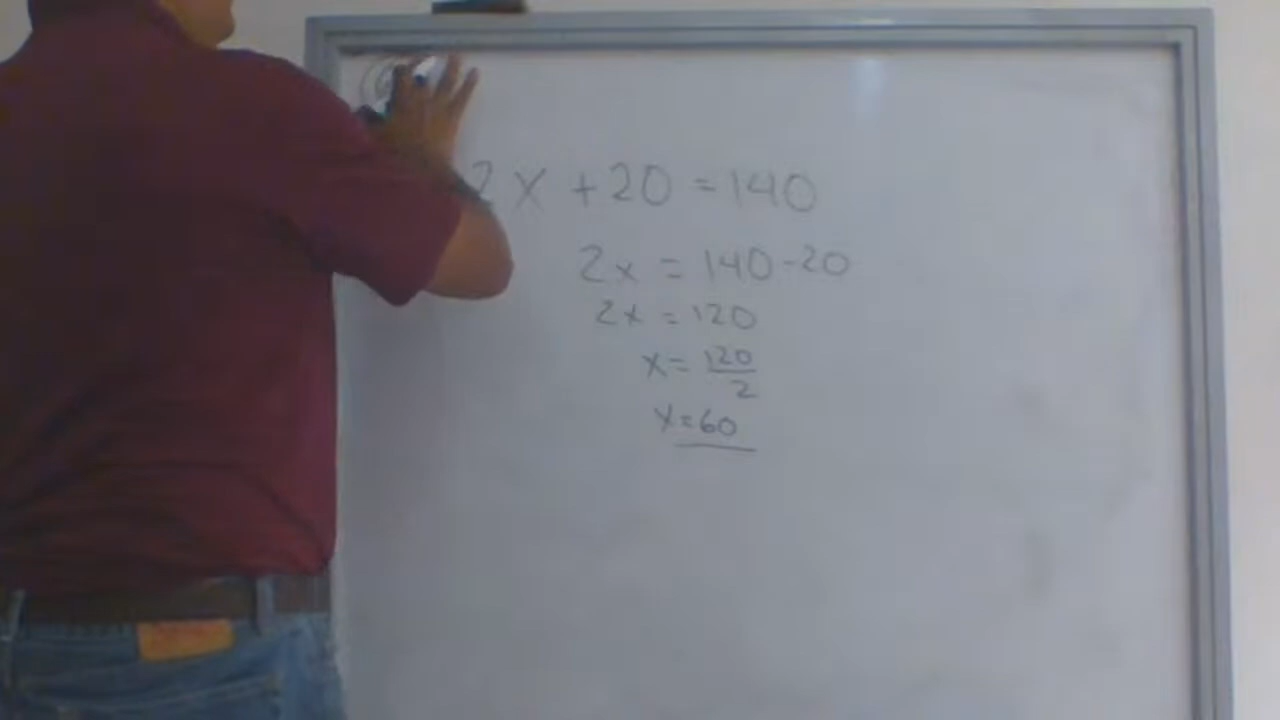 2x + 20 = 140
2x = 140 - 20
2x = 120
x = 120/2
x = 60